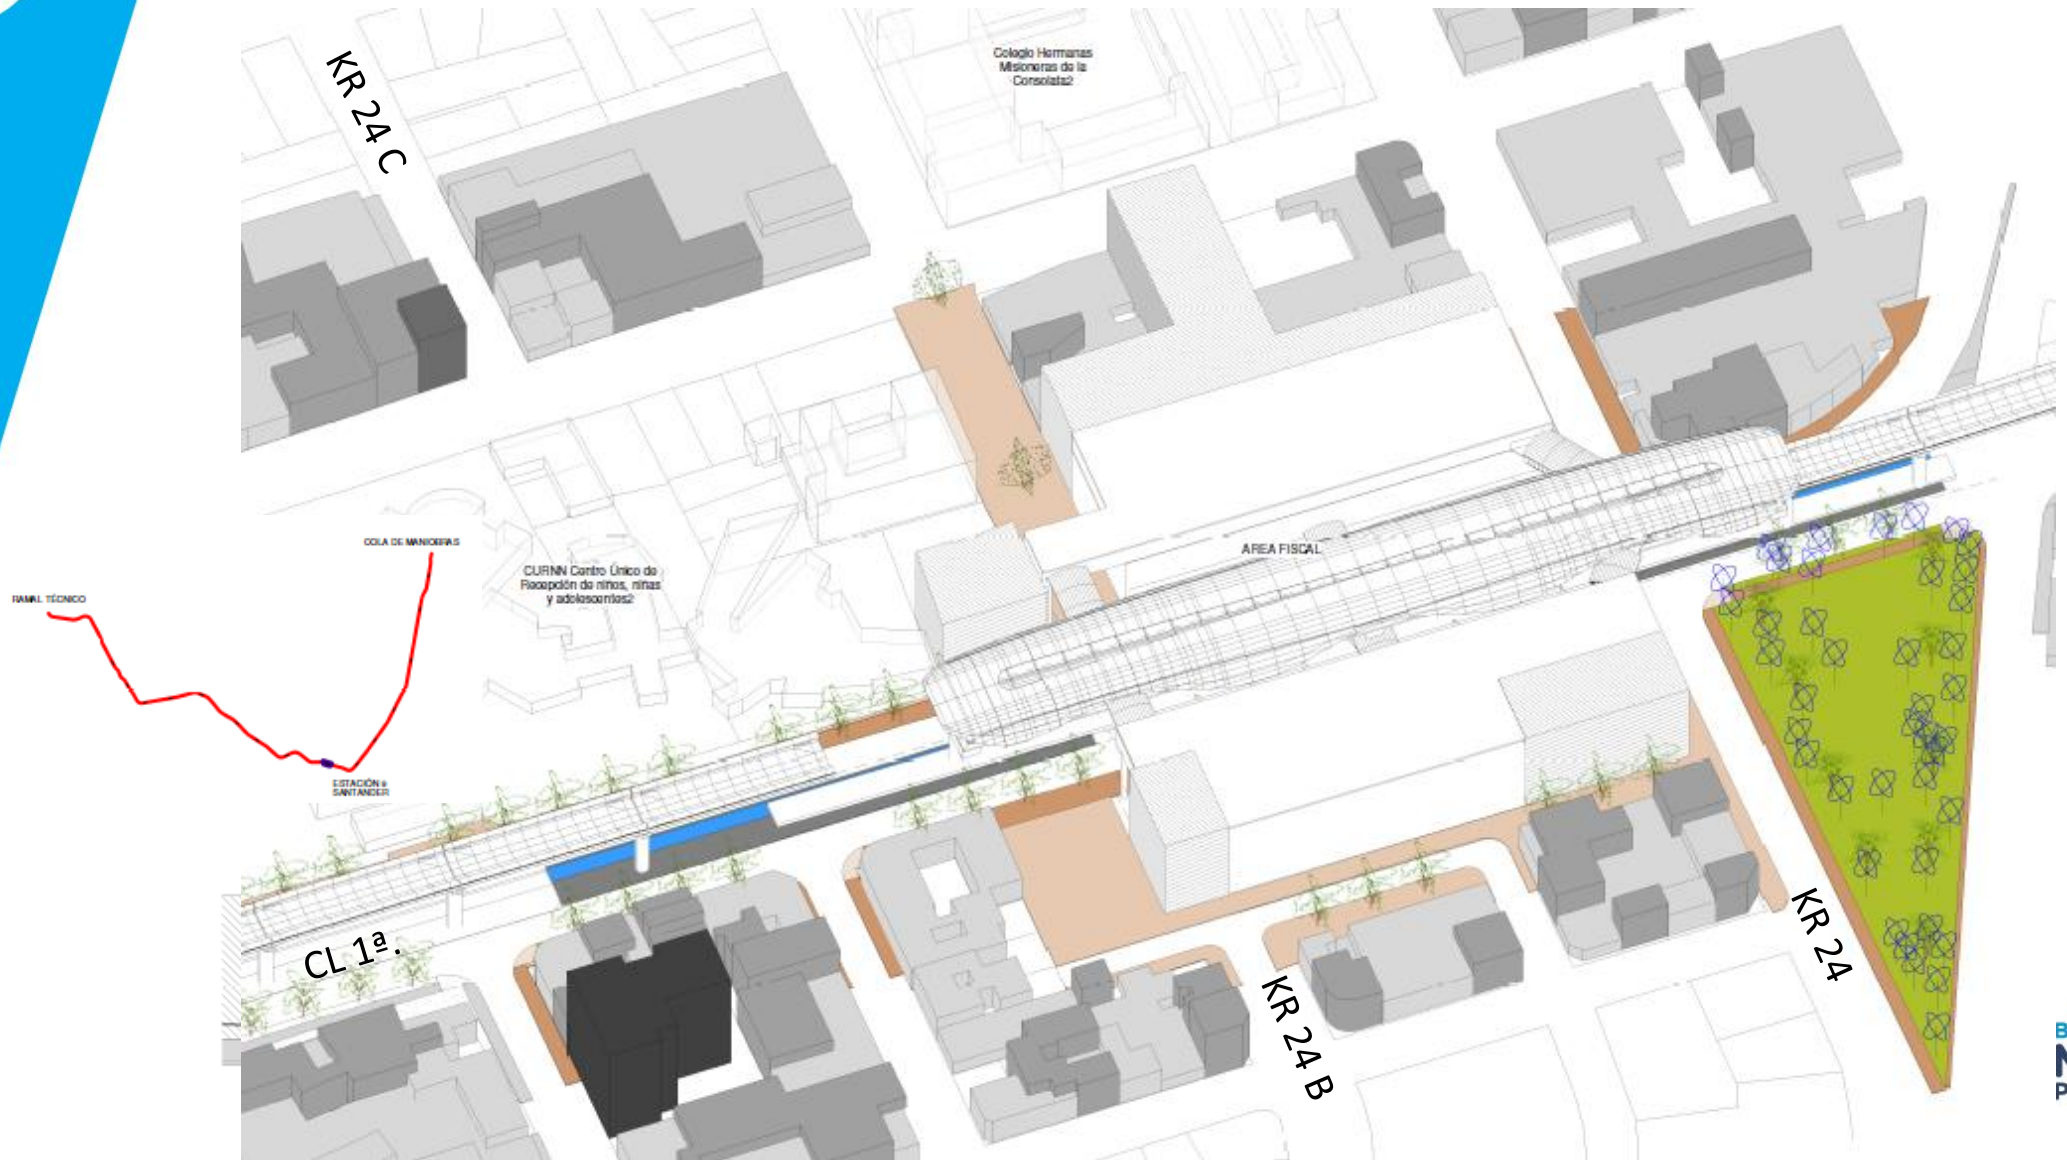 KR 24 C
Colegio Hermanas
Misioneras de la
Consolata2
COLA DE MANIOBRAS
RAMAL TÉCNICO
CURNN Centro Único de
Recepción de niños, niñas
y adolescentes2
AREA FISCAL
ESTACIÓN 9
SANTANDER
CL 1ª.
KR 24
KR 24 B
B
P